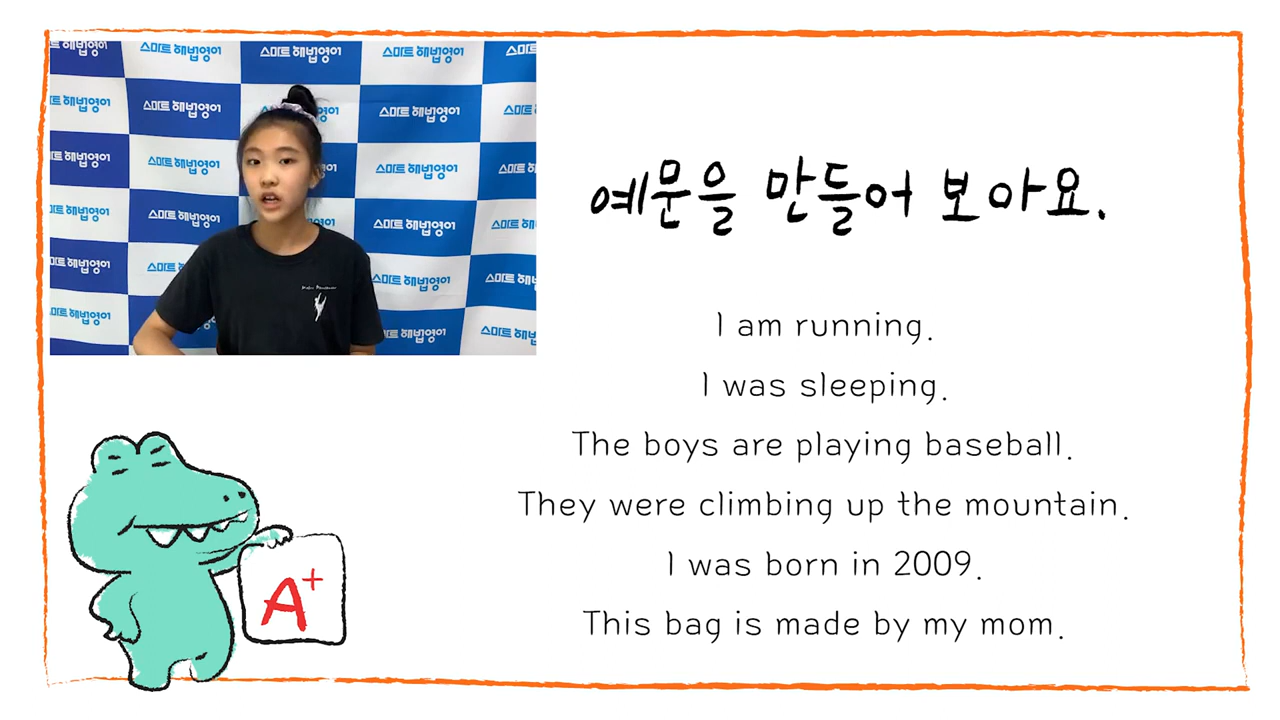 스마트 해법영어
예문을 만들어 보아요.
I am running.
I was sleeping.
The boys are playing baseball.
They were climbing up the mountain.
I was born in 2009.
This bag is made by my mom.
A+